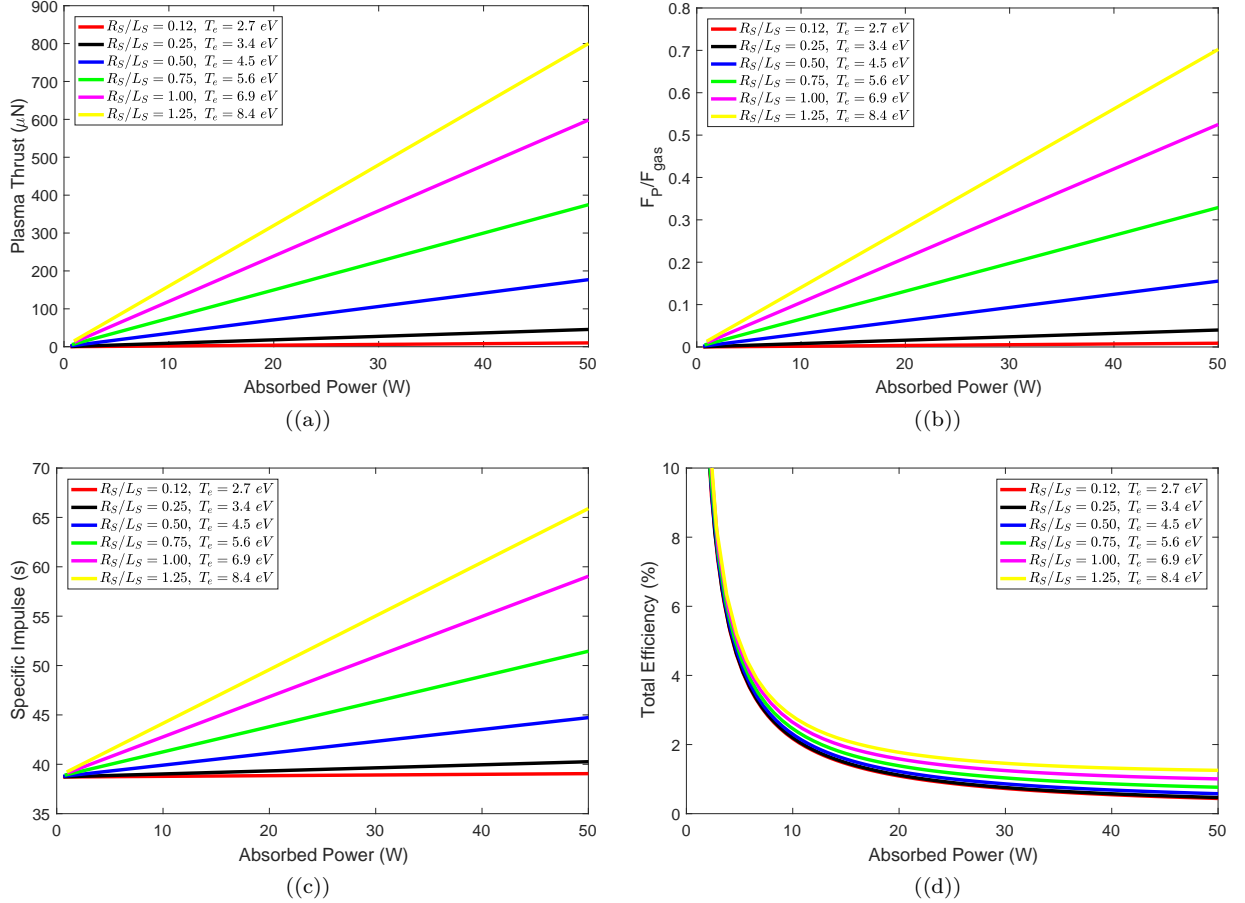 900
800
700
600
500
400
300
200
100
0
Plasma Thrust (μN)
R_S/L_S = 0.12, T_e = 2.7 eV
R_S/L_S = 0.25, T_e = 3.4 eV
R_S/L_S = 0.50, T_e = 4.5 eV
R_S/L_S = 0.75, T_e = 5.6 eV
R_S/L_S = 1.00, T_e = 6.9 eV
R_S/L_S = 1.25, T_e = 8.4 eV
0 10 20 30 40 50
Absorbed Power (W)
((a))
0.8
0.7
0.6
0.5
0.4
0.3
0.2
0.1
0
F_P/F_gas
R_S/L_S = 0.12, T_e = 2.7 eV
R_S/L_S = 0.25, T_e = 3.4 eV
R_S/L_S = 0.50, T_e = 4.5 eV
R_S/L_S = 0.75, T_e = 5.6 eV
R_S/L_S = 1.00, T_e = 6.9 eV
R_S/L_S = 1.25, T_e = 8.4 eV
0 10 20 30 40 50
Absorbed Power (W)
((b))
70
65
60
55
50
45
40
35
Specific Impulse (s)
R_S/L_S = 0.12, T_e = 2.7 eV
R_S/L_S = 0.25, T_e = 3.4 eV
R_S/L_S = 0.50, T_e = 4.5 eV
R_S/L_S = 0.75, T_e = 5.6 eV
R_S/L_S = 1.00, T_e = 6.9 eV
R_S/L_S = 1.25, T_e = 8.4 eV
0 10 20 30 40 50
Absorbed Power (W)
((c))
10
8
6
4
2
0
Total Efficiency (%)
R_S/L_S = 0.12, T_e = 2.7 eV
R_S/L_S = 0.25, T_e = 3.4 eV
R_S/L_S = 0.50, T_e = 4.5 eV
R_S/L_S = 0.75, T_e = 5.6 eV
R_S/L_S = 1.00, T_e = 6.9 eV
R_S/L_S = 1.25, T_e = 8.4 eV
0 10 20 30 40 50
Absorbed Power (W)
((d))